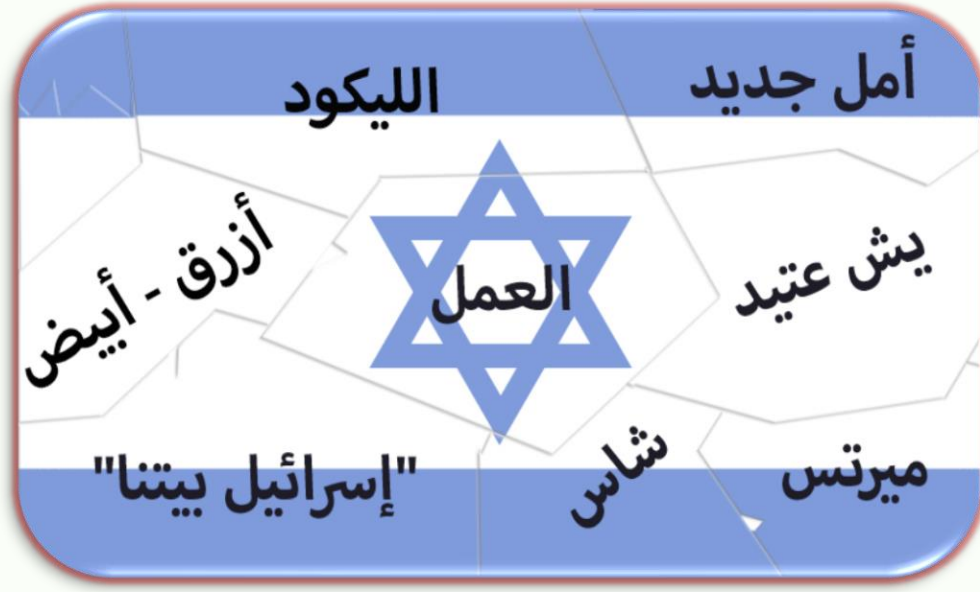 أمل جديد
الليكود
يش عتيد
العمل
أزرق - أبيض
ميرتس
شاس
"إسرائيل بيتنا"